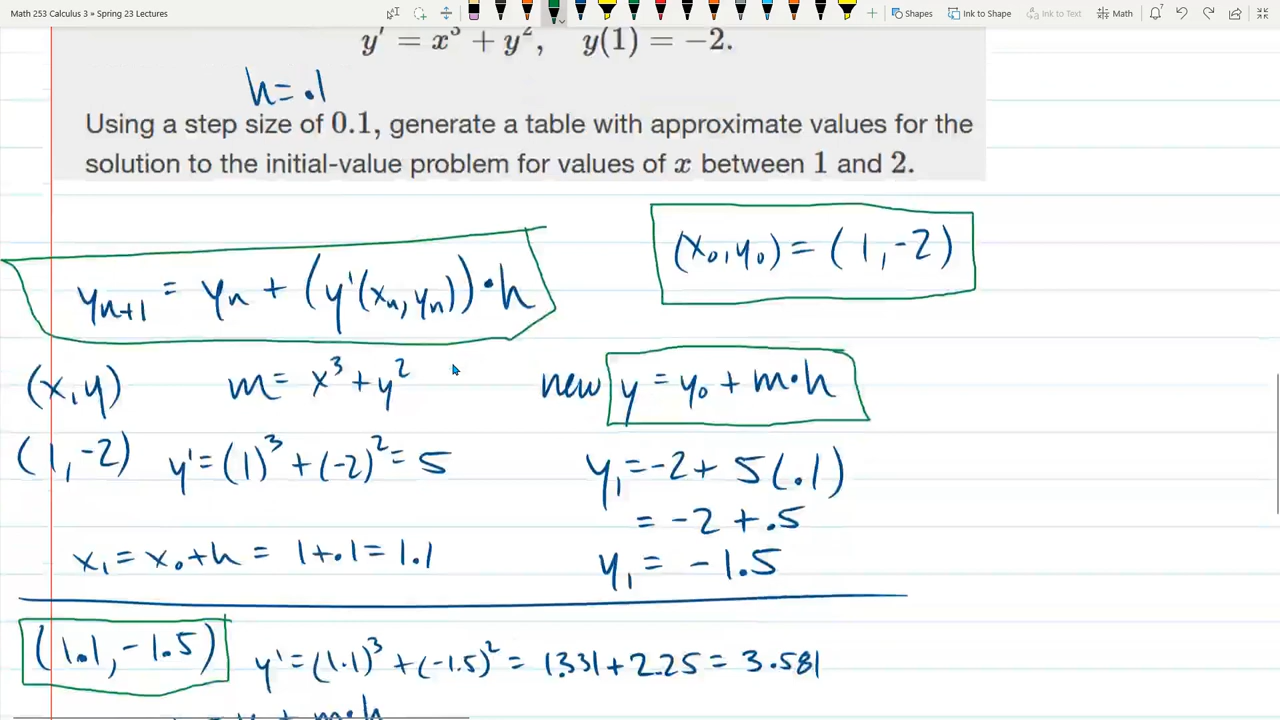 Math 253 Calculus 3 » Spring 23 Lectures
Shapes Ink to Shape Ink to Text Math
y' = x³ + y², y(1) = −2.
h = .1
Using a step size of 0.1, generate a table with approximate values for the
solution to the initial-value problem for values of x between 1 and 2.
(x₀, y₀) = (1, -2)
yₙ₊₁ = yₙ + (y'(xₙ, yₙ))·h
(x, y) m = x³ + y² new y = y₀ + m·h
(1, -2) y' = (1)³ + (-2)² = 5 y₁ = -2 + 5(.1)
= -2 + .5
x₁ = x₀ + h = 1 + .1 = 1.1 y₁ = -1.5
(1.1, -1.5) y' = (1.1)³ + (-1.5)² = 1.331 + 2.25 = 3.581